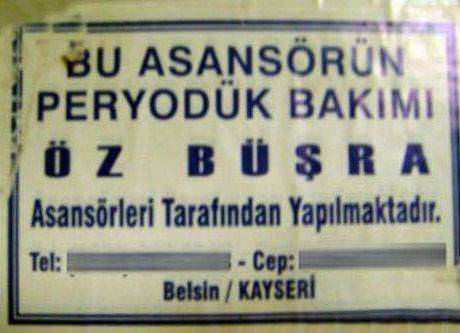 BU ASANSÖRÜN
PERYODÜK BAKIMI
ÖZ BÜŞRA
Asansörleri Tarafından Yapılmaktadır.
Tel: - Cep:
Belsin / KAYSERİ